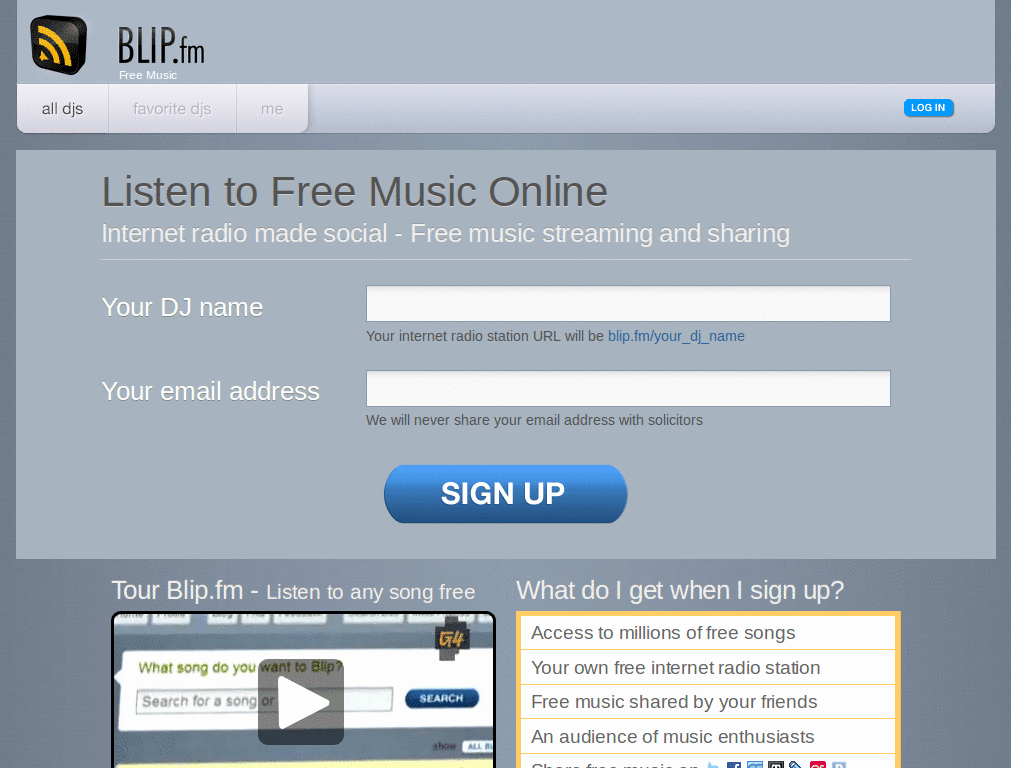 BLIP.fm
Free Music
all djs
favorite djs
me
LOG IN
Listen to Free Music Online
Internet radio made social - Free music streaming and sharing
Your DJ name
Your internet radio station URL will be blip.fm/your_dj_name
Your email address
We will never share your email address with solicitors
SIGN UP
Tour Blip.fm - Listen to any song free
G4
What song do you want to Blip?
Search for a song or
SEARCH
show
What do I get when I sign up?
Access to millions of free songs
Your own free internet radio station
Free music shared by your friends
An audience of music enthusiasts
Share free music on